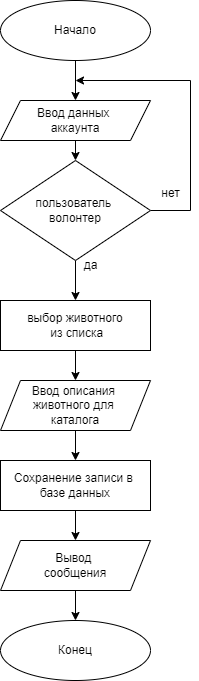 Начало
Ввод данных
аккаунта
пользователь
волонтер
нет
да
выбор животного
из списка
Ввод описания
животного для
каталога
Сохранение записи в
базе данных
Вывод
сообщения
Конец